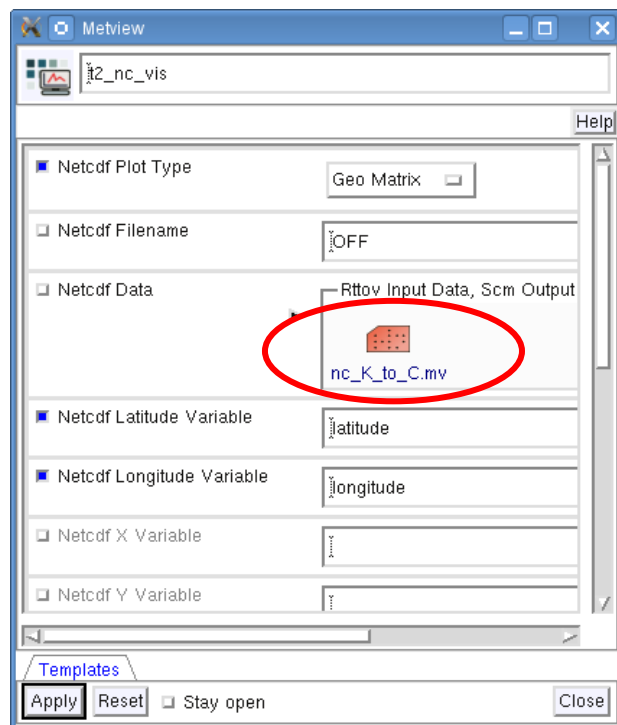 Metview
t2_nc_vis
Help
Netcdf Plot Type
Geo Matrix
Netcdf Filename
OFF
Netcdf Data
Rttov Input Data, Scm Output
nc_K_to_C.mv
Netcdf Latitude Variable
latitude
Netcdf Longitude Variable
longitude
Netcdf X Variable
Netcdf Y Variable
Templates
Apply Reset Stay open Close